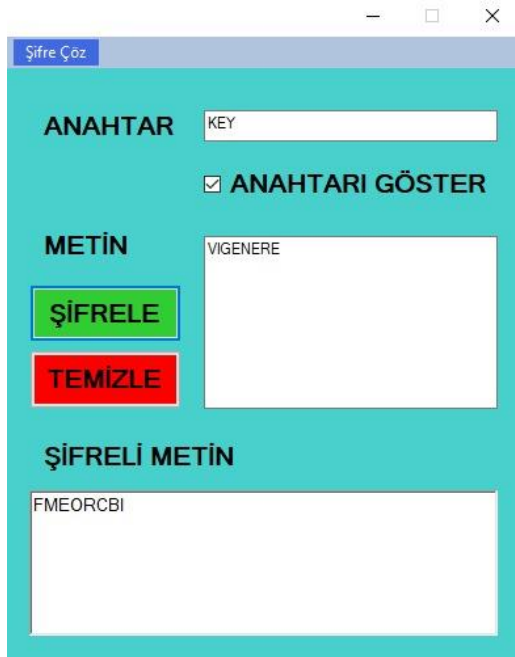 Şifre Çöz
ANAHTAR
KEY
ANAHTARI GÖSTER
METİN
VIGENERE
ŞİFRELE
TEMİZLE
ŞİFRELİ METİN
FMEORCBI